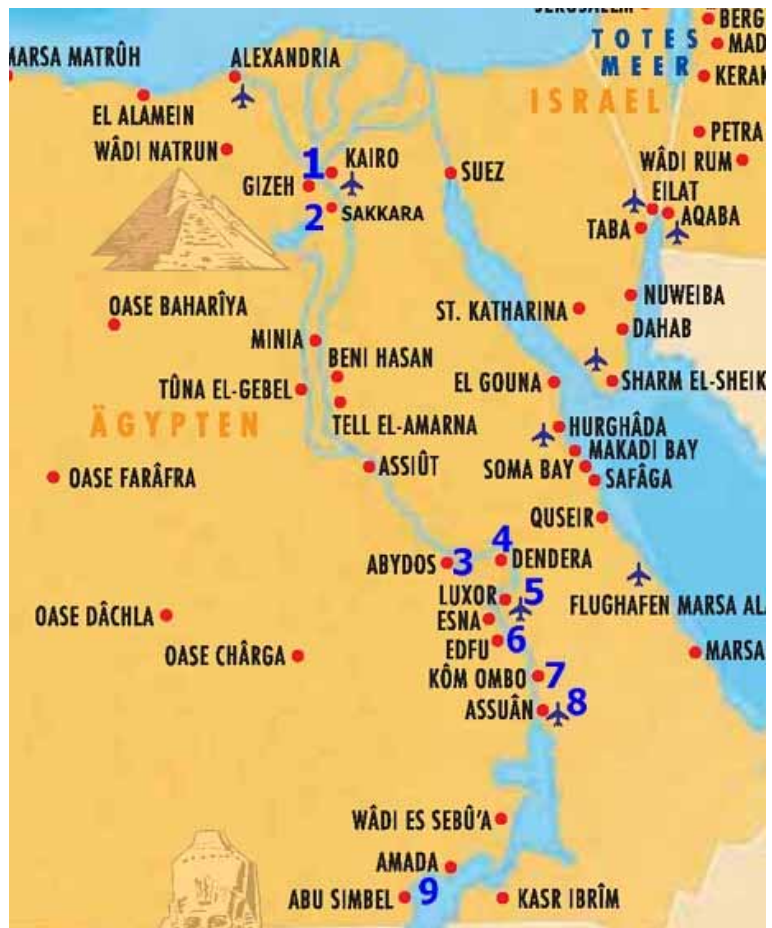 BERG
TOTES
MEER
MAD
MARSA MATRÛH
ALEXANDRIA
KERAK
EL ALAMEIN
ISRAEL
PETRA
WÂDI NATRUN
1 KAIRO
SUEZ
WÂDI RUM
GIZEH
EILAT
2 SAKKARA
AQABA
TABA
OASE BAHARÎYA
ST. KATHARINA
NUWEIBA
MINIA
DAHAB
BENI HASAN
TÛNA EL-GEBEL
EL GOUNA
SHARM EL-SHEIK
ÄGYPTEN
TELL EL-AMARNA
HURGHÂDA
MAKADI BAY
OASE FARÂFRA
ASSIÛT
SOMA BAY
SAFÂGA
QUSEIR
4
ABYDOS 3
DENDERA
LUXOR 5
FLUGHAFEN MARSA ALA
OASE DÂCHLA
ESNA
EDFU 6
OASE CHÂRGA
MARSA
KÔM OMBO 7
ASSUÂN 8
WÂDI ES SEBÛ'A
AMADA
ABU SIMBEL 9
KASR IBRÎM